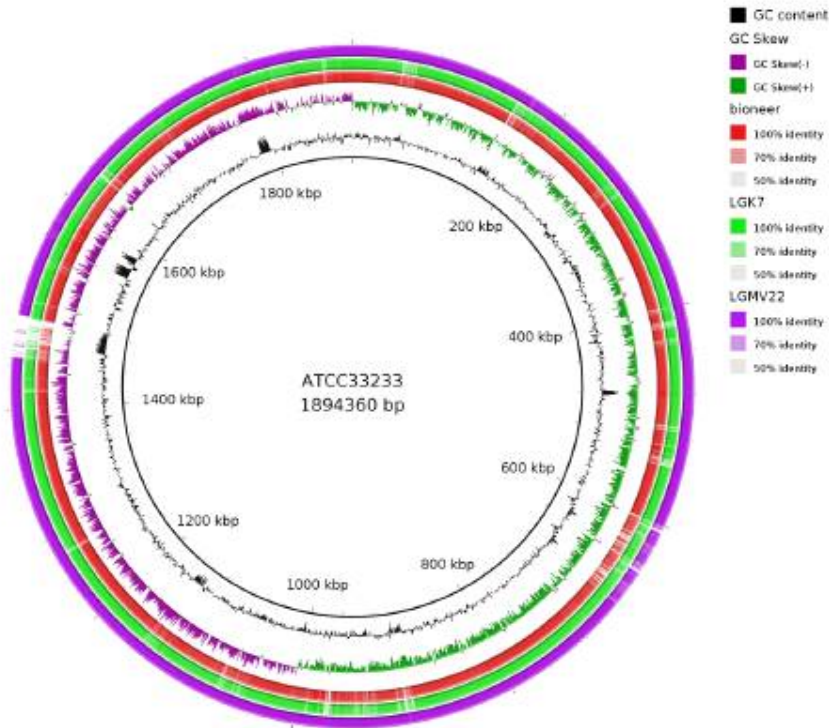 GC content
GC Skew
GC Skew(-)
GC Skew(+)
bioneer
100% identity
70% identity
50% identity
LGK7
100% identity
70% identity
50% identity
LGMV22
100% identity
70% identity
50% identity
1800 kbp
200 kbp
1600 kbp
400 kbp
ATCC33233
1894360 bp
1400 kbp
600 kbp
1200 kbp
800 kbp
1000 kbp